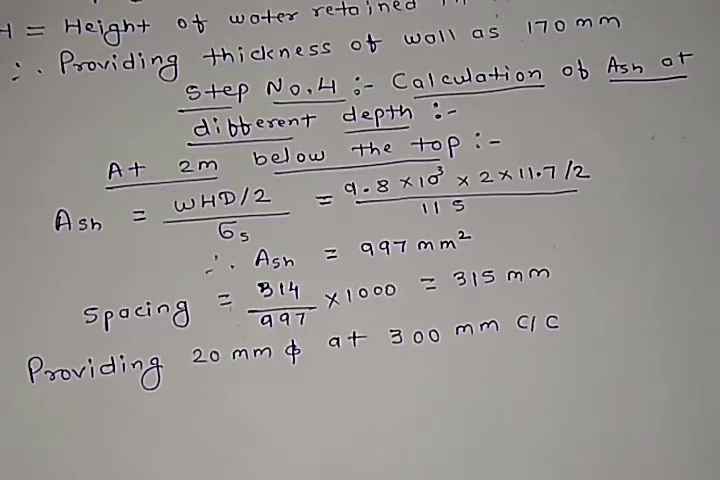 H = Height of water retained
∴ Providing thickness of wall as 170 mm
Step No.4 :- Calculation of Ash at
different depth :-
At 2m below the top :-
Ash = WHD/2 / σs = 9.8 × 10³ × 2 × 11.7/2 / 115
∴ Ash = 997 mm²
Spacing = 314/997 × 1000 = 315 mm
Providing 20 mm ϕ at 300 mm C/C